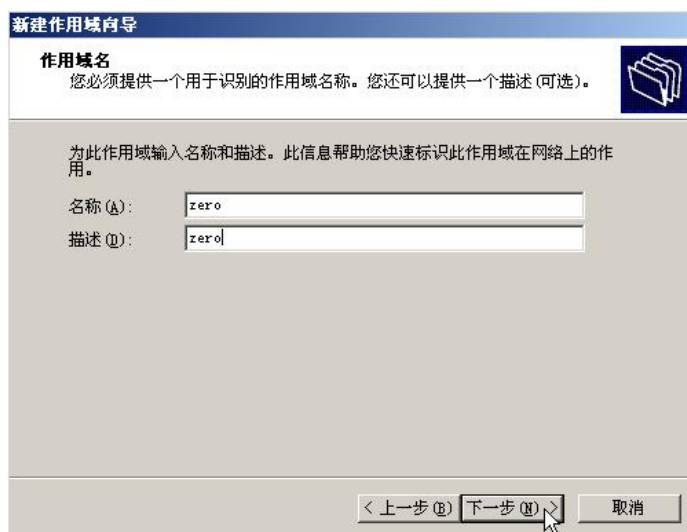 新建作用域向导
作用域名
您必须提供一个用于识别的作用域名称。您还可以提供一个描述(可选)。
为此作用域输入名称和描述。此信息帮助您快速标识此作用域在网络上的作
用。
名称(A): zero
描述(D): zero
< 上一步(B) 下一步(N) > 取消